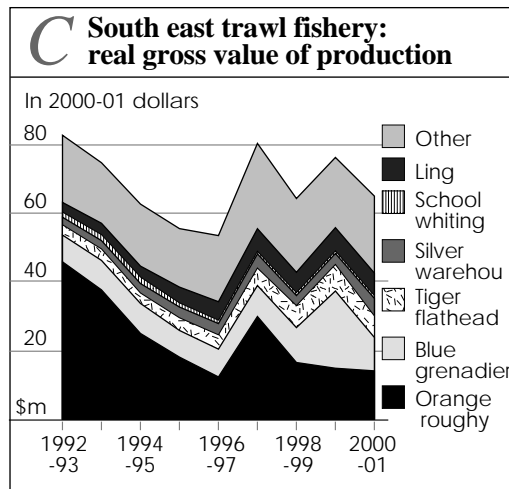 C South east trawl fishery:
real gross value of production
In 2000-01 dollars
80
60
40
20
$m
Other
Ling
School
whiting
Silver
warehou
Tiger
flathead
Blue
grenadier
Orange
roughy
1992 1994 1996 1998 2000
-93 -95 -97 -99 -01